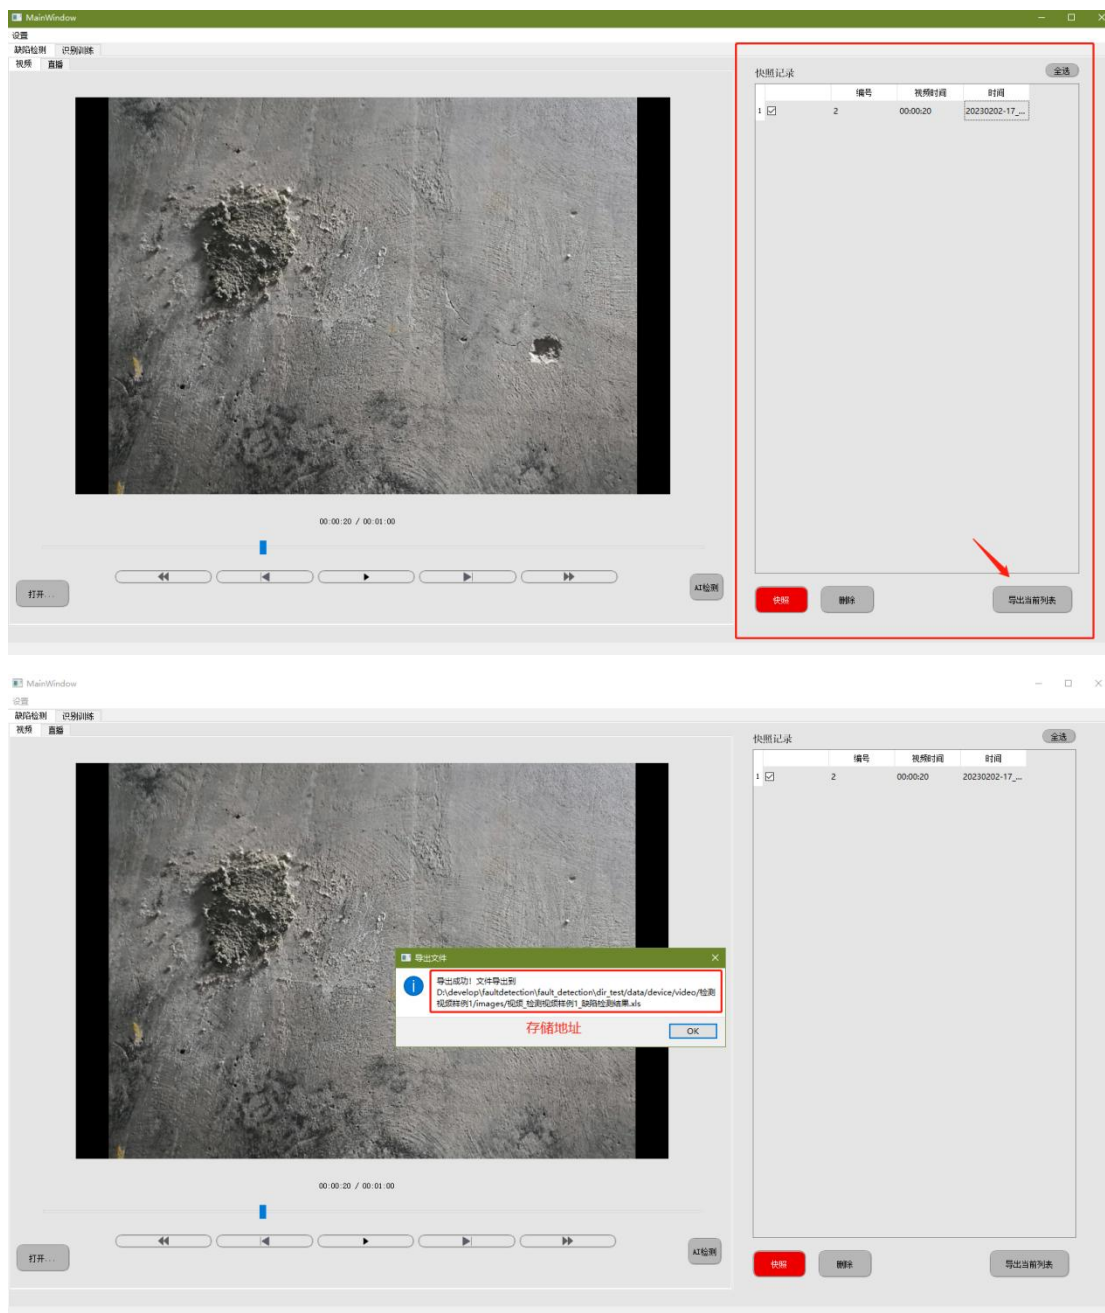 MainWindow
设置
缺陷检测 识别训练
视频 直播
快照记录 全选
编号 视频时间 时间
1 2 00:00:20 20230202-17_...
00:00:20 / 00:01:00
打开... AI检测
快照 删除 导出当前列表
MainWindow
设置
缺陷检测 识别训练
视频 直播
快照记录 全选
编号 视频时间 时间
1 2 00:00:20 20230202-17_...
导出文件
导出成功！文件导出到
D:\develop\faultdetection\fault_detection\dir_test/data/device/video/检测
视频样例1/images/视频_检测视频样例1_缺陷检测结果.xls
存储地址 OK
00:00:20 / 00:01:00
打开... AI检测
快照 删除 导出当前列表